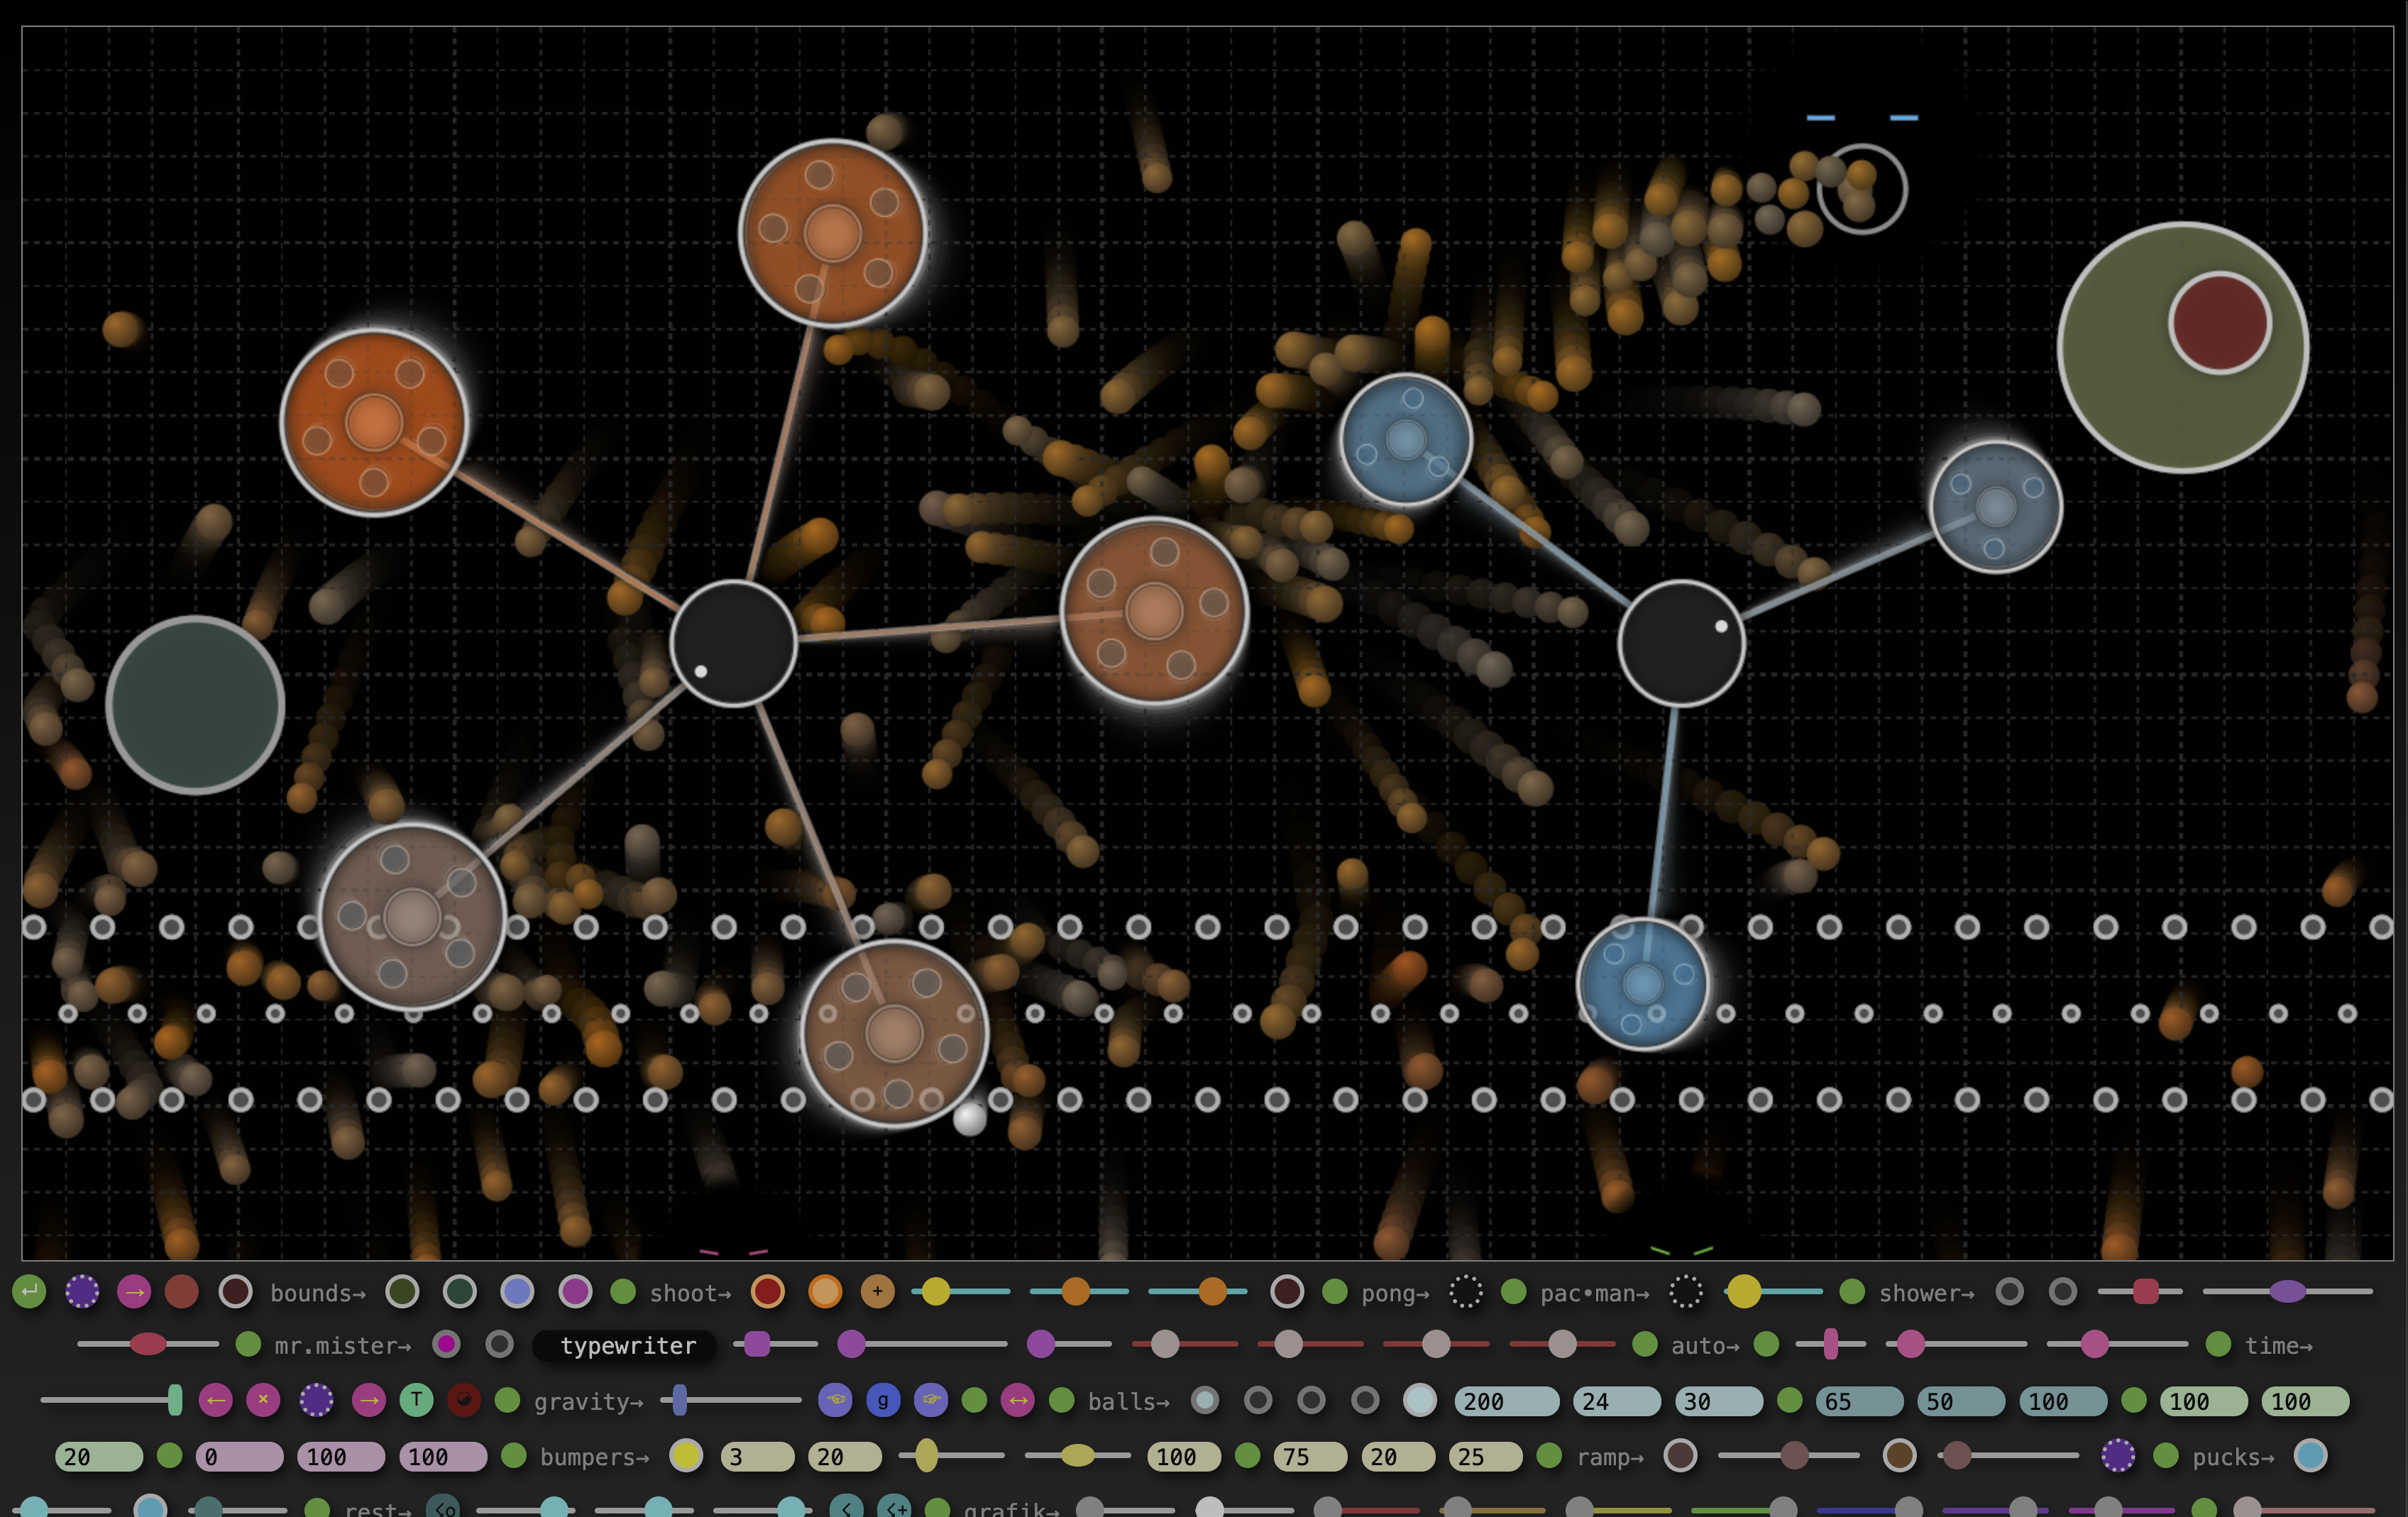 ↵ → bounds→ shoot→ + pong→ pac•man→ shower→
mr.mister→ typewriter auto→ time→
← × → T gravity→ ☜ g ☞ ↔ balls→ 200 24 30 65 50 100 100 100
20 0 100 100 bumpers→ 3 20 100 75 20 25 ramp→ pucks→
rest→ <o < <+ grafik→